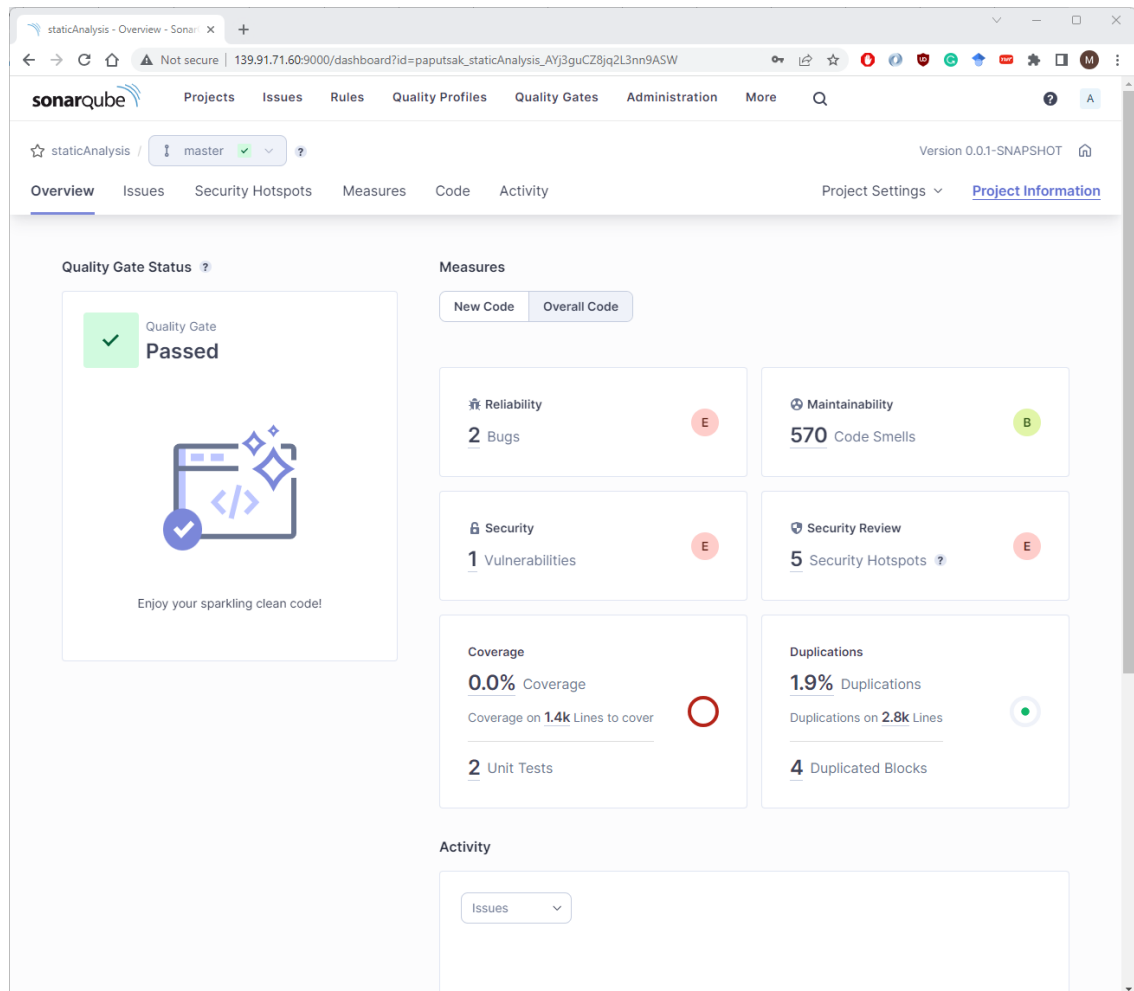 staticAnalysis - Overview - Sonar
Not secure 139.91.71.60:9000/dashboard?id=paputsak_staticAnalysis_AYj3guCZ8jq2L3nn9ASW
sonarqube Projects Issues Rules Quality Profiles Quality Gates Administration More ? A
staticAnalysis / master ? Version 0.0.1-SNAPSHOT
Overview Issues Security Hotspots Measures Code Activity Project Settings Project Information
Quality Gate Status ?
Quality Gate
Passed
</>
Enjoy your sparkling clean code!
Measures
New Code Overall Code
Reliability
2 Bugs
E
Maintainability
570 Code Smells
B
Security
1 Vulnerabilities
E
Security Review
5 Security Hotspots ?
E
Coverage
0.0% Coverage
Coverage on 1.4k Lines to cover
2 Unit Tests
Duplications
1.9% Duplications
Duplications on 2.8k Lines
4 Duplicated Blocks
Activity
Issues